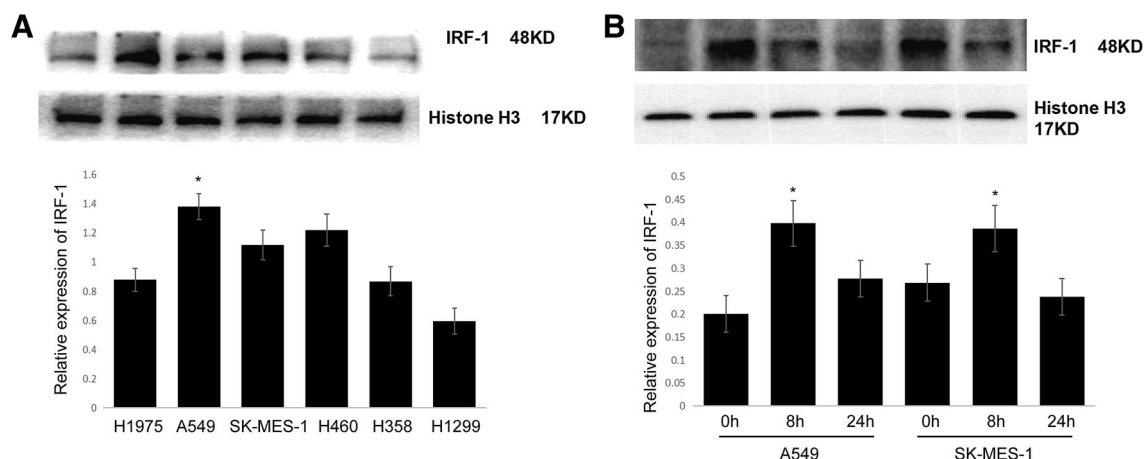 A
IRF-1 48KD
Histone H3 17KD
Relative expression of IRF-1
1.6
1.4
1.2
1
0.8
0.6
0.4
0.2
0
*
H1975 A549 SK-MES-1 H460 H358 H1299
B
IRF-1 48KD
Histone H3
17KD
Relative expression of IRF-1
0.5
0.45
0.4
0.35
0.3
0.25
0.2
0.15
0.1
0.05
0
* *
0h 8h 24h 0h 8h 24h
A549 SK-MES-1